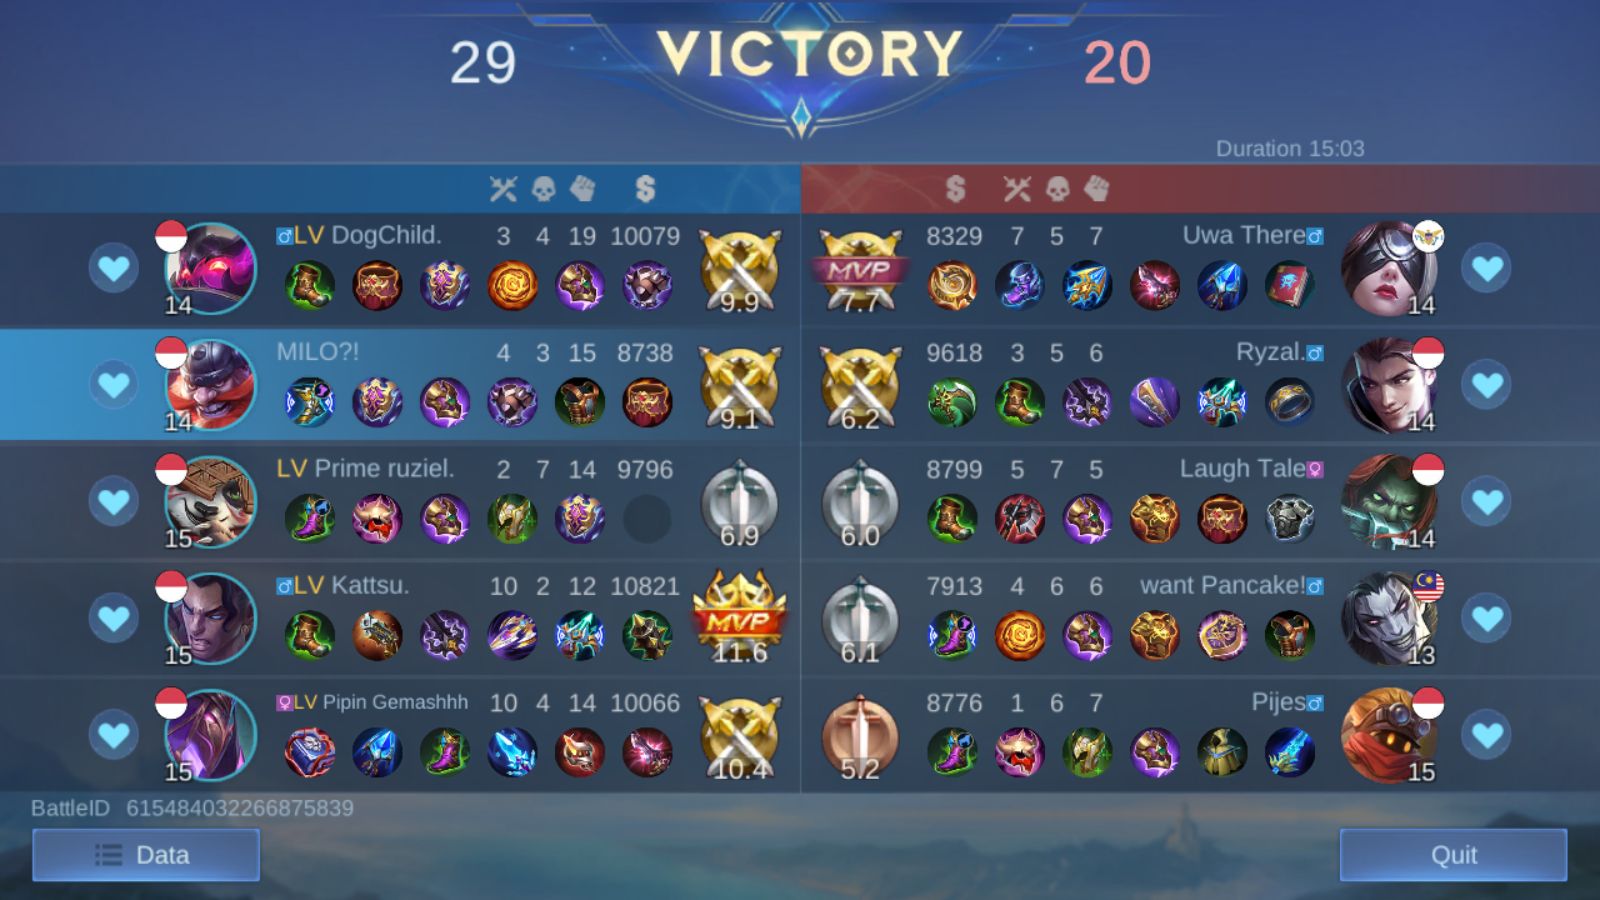 29 VICTORY 20
Duration 15:03
LV DogChild. 3 4 19 10079
14 9.9
8329 7 5 7 Uwa There
MVP 7.7 14
MILO?! 4 3 15 8738
14 9.1
9618 3 5 6 Ryzal.
6.2 14
LV Prime ruziel. 2 7 14 9796
15 6.9
8799 5 7 5 Laugh Tale
6.0 14
LV Kattsu. 10 2 12 10821
15 MVP 11.6
7913 4 6 6 want Pancake!
6.1 13
LV Pipin Gemashhh 10 4 14 10066
15 10.4
8776 1 6 7 Pijes
5.2 15
BattleID 615484032266875839
Data
Quit